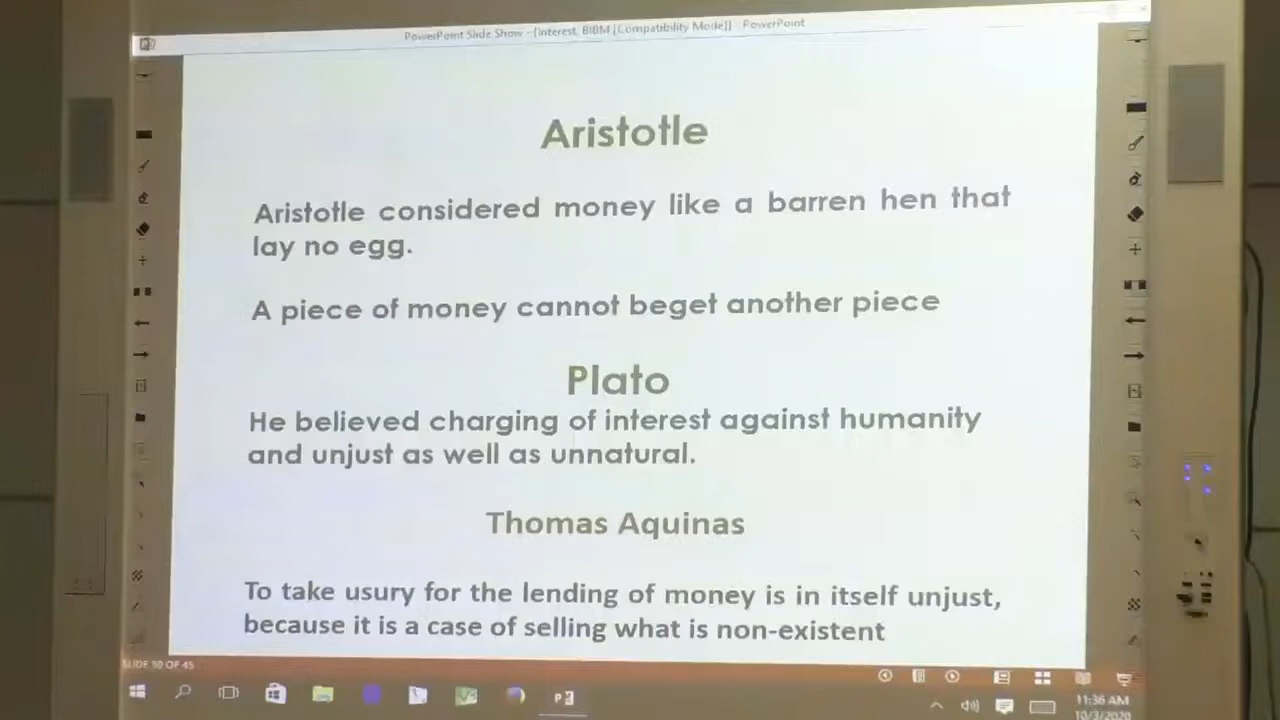 PowerPoint Slide Show - [Interest, BIBM [Compatibility Mode]] - PowerPoint
Aristotle
Aristotle considered money like a barren hen that
lay no egg.
A piece of money cannot beget another piece
Plato
He believed charging of interest against humanity
and unjust as well as unnatural.
Thomas Aquinas
To take usury for the lending of money is in itself unjust,
because it is a case of selling what is non-existent
SLIDE 30 OF 45
11:36 AM
10/3/2020